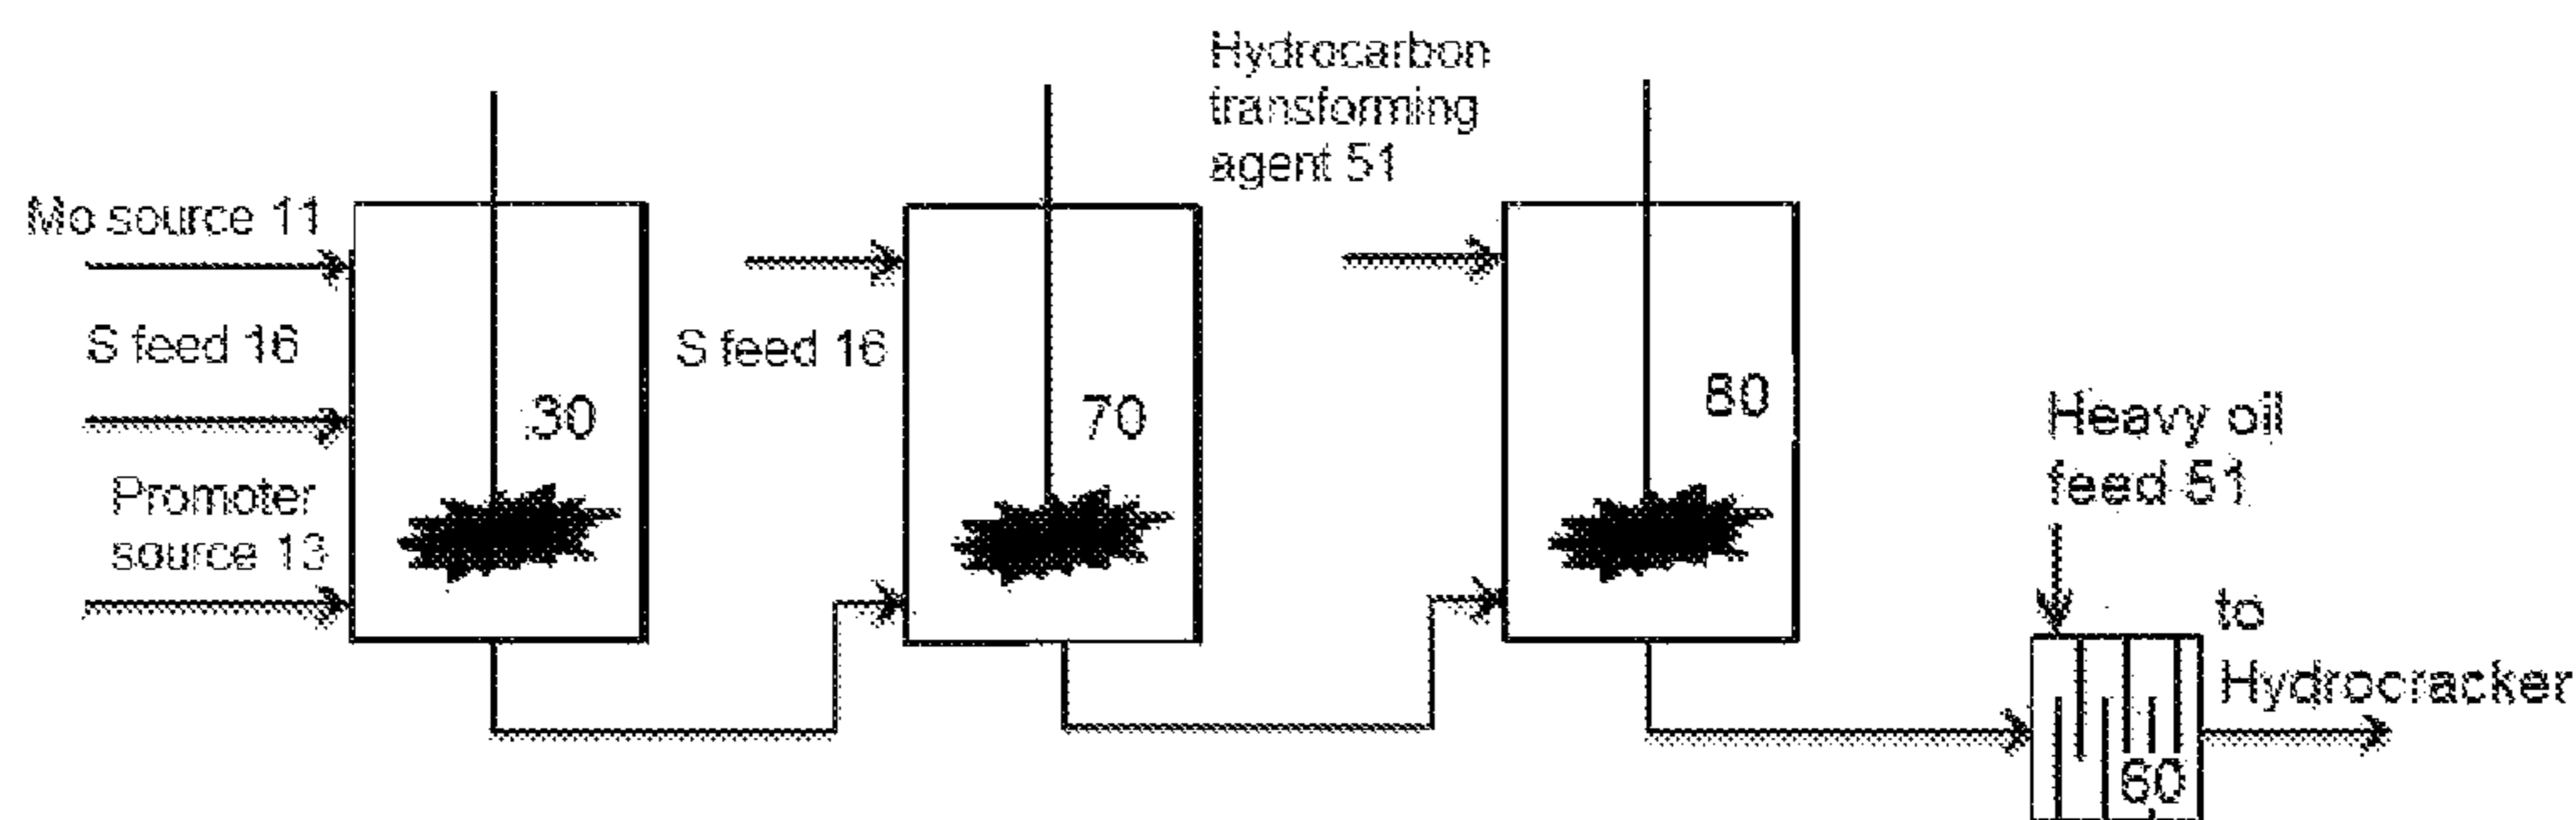 Mo source 11
S feed 16
Promoter
source 13
30
S feed 16
70
Hydrocarbon
transforming
agent 51
80
Heavy oil
feed 51
60
to
Hydrocracker